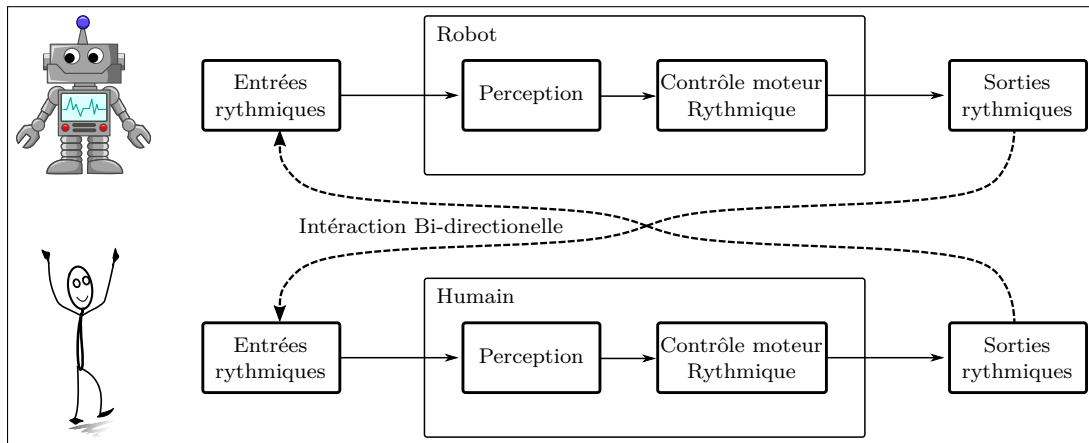 Robot
Entrées
rythmiques
Perception
Contrôle moteur
Rythmique
Sorties
rythmiques
Intéraction Bi-directionelle
Humain
Entrées
rythmiques
Perception
Contrôle moteur
Rythmique
Sorties
rythmiques